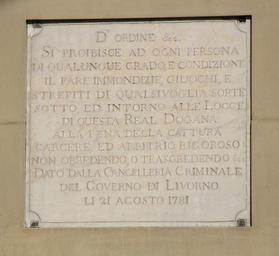 D' ORDINE &c.
SI PROIBISCE AD OGNI PERSONA
DI QUALUNQUE GRADO, E CONDIZIONE
IL FARE IMMONDIZIE, GIUOCHI, E
STREPITI DI QUALSIVOGLIA SORTE
SOTTO, ED INTORNO ALLE LOGGE
DI QUESTA REAL DOGANA
ALLA PENA DELLA CATTURA
CARCERE, ED ARBITRIO RIGOROSO
NON OBBEDENDO, O TRASGREDENDO &c.
DATO DALLA CANCELLERIA CRIMINALE
DEL GOVERNO DI LIVORNO
LI 21 AGOSTO 1781